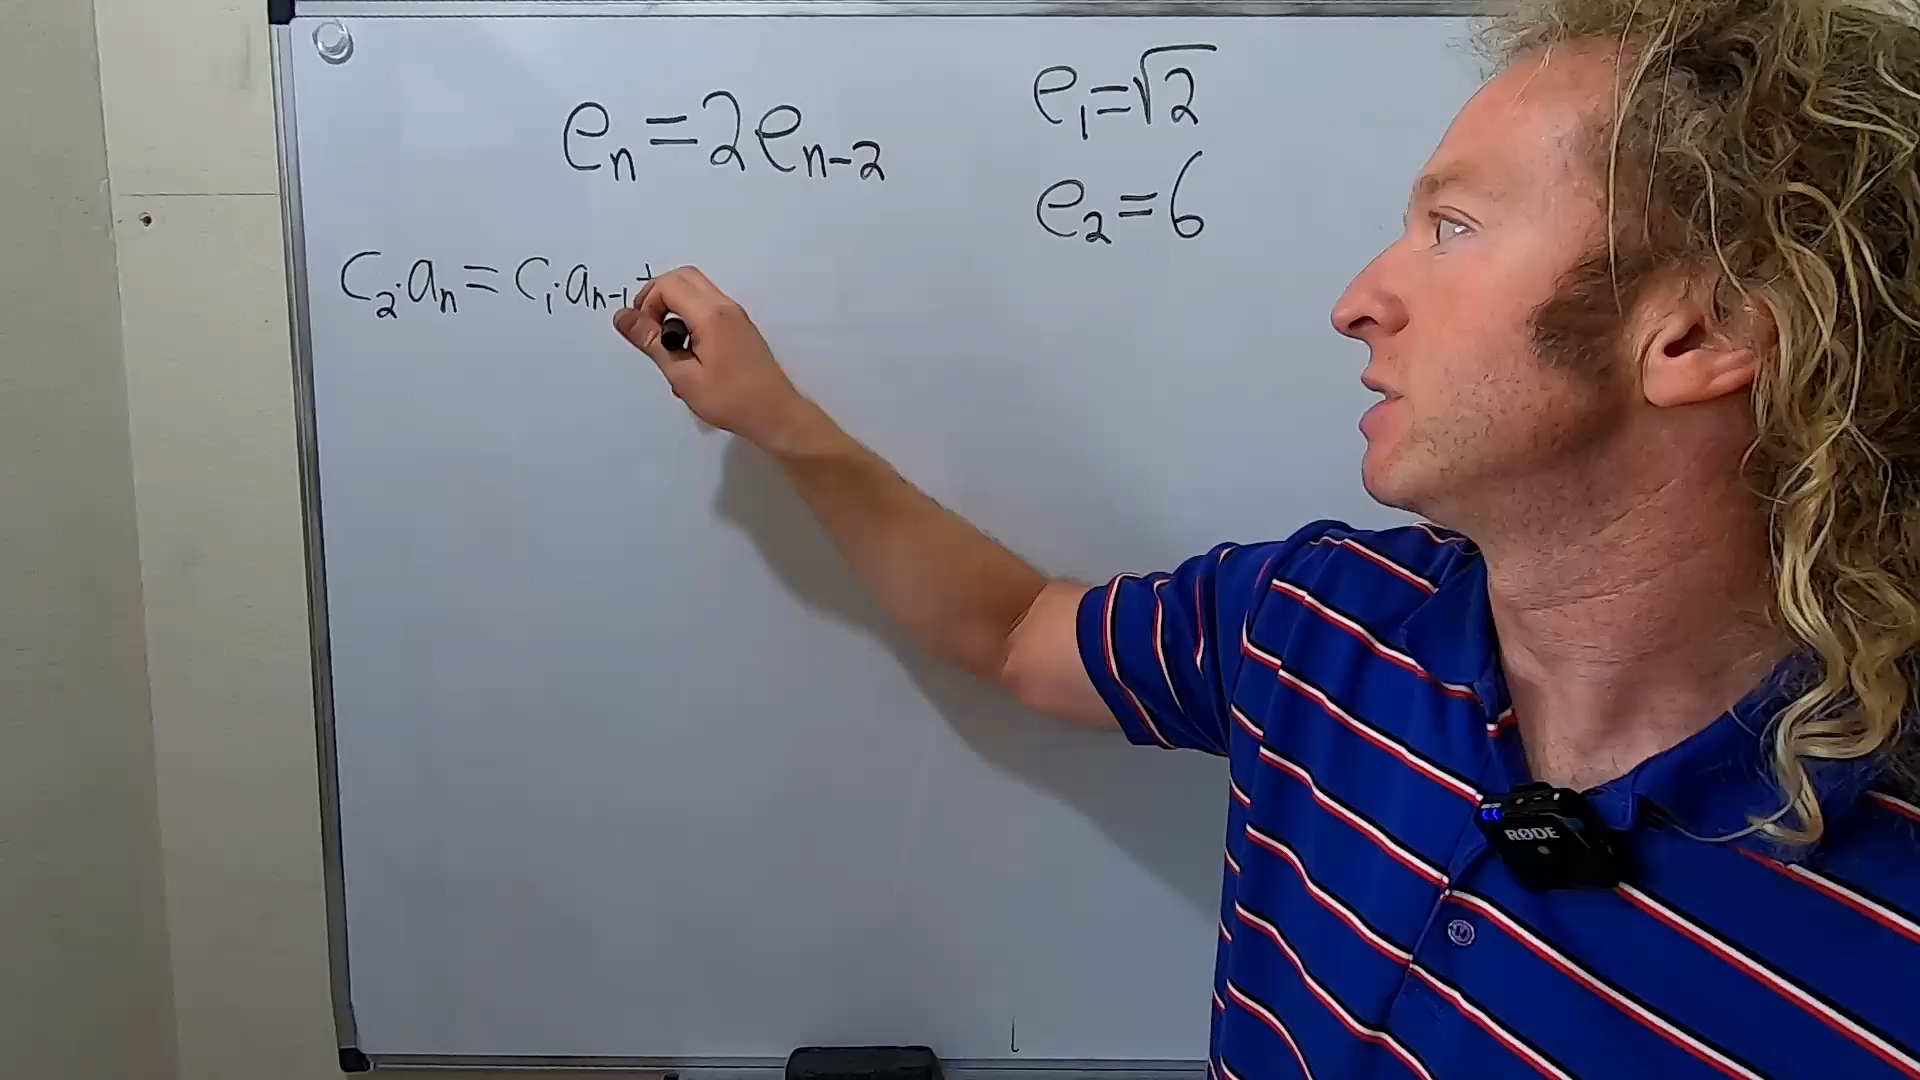 eₙ = 2eₙ₋₂
e₁ = √2
e₂ = 6
C₂·aₙ = C₁·aₙ₋₁ +
RØDE